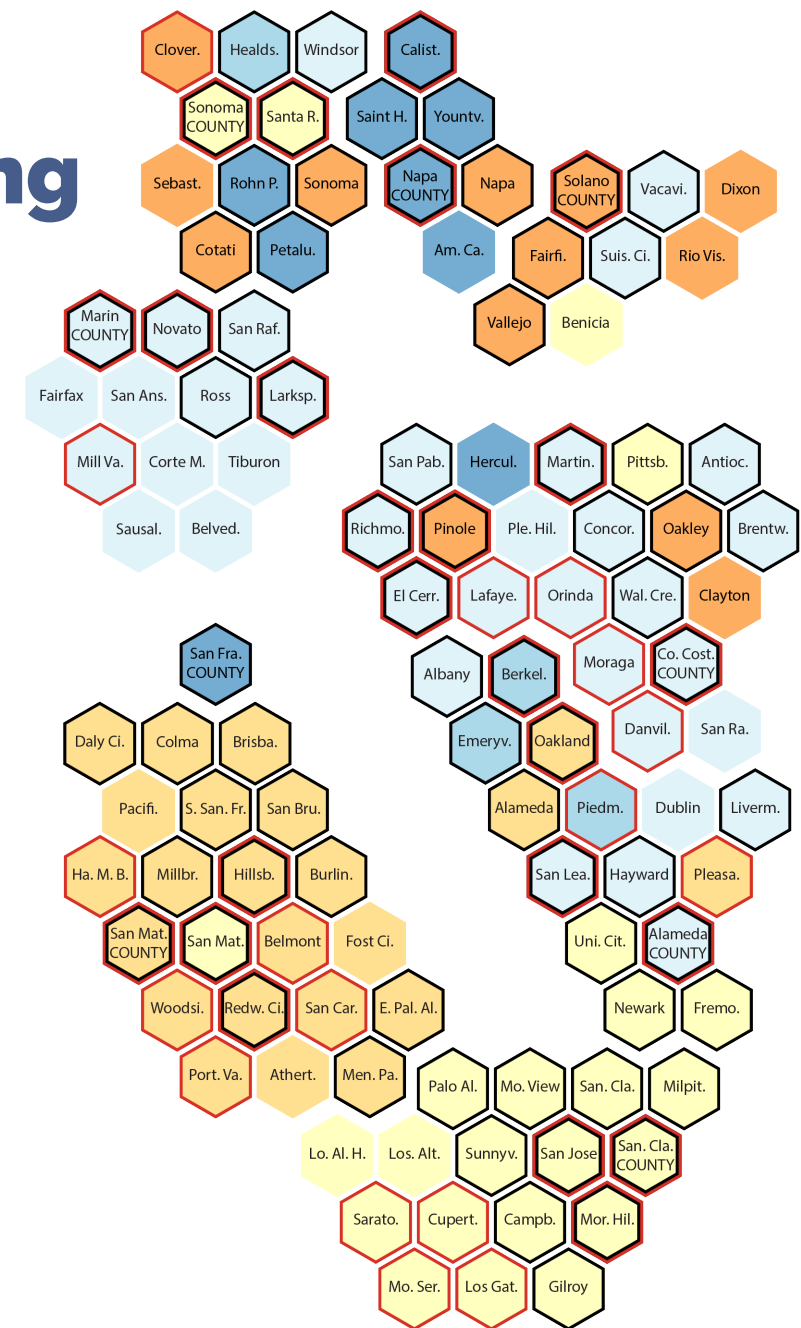 Clover. Healds. Windsor Calist.
Sonoma
COUNTY
Santa R. Saint H. Yountv.
ng
Sebast. Rohn P. Sonoma
Napa
COUNTY
Napa
Solano
COUNTY
Vacavi. Dixon
Cotati Petalu. Am. Ca. Fairfi. Suis. Ci. Rio Vis.
Vallejo Benicia
Marin
COUNTY
Novato San Raf.
Fairfax San Ans. Ross Larksp.
Mill Va. Corte M. Tiburon
Sausal. Belved.
San Pab. Hercul. Martin. Pittsb. Antioc.
Richmo. Pinole Ple. Hil. Concor. Oakley Brentw.
El Cerr. Lafaye. Orinda Wal. Cre. Clayton
San Fra.
COUNTY
Albany Berkel. Moraga
Co. Cost.
COUNTY
Daly Ci. Colma Brisba.
Emeryv. Oakland Danvil. San Ra.
Pacifi. S. San. Fr. San Bru.
Alameda Piedm. Dublin Liverm.
Ha. M. B. Millbr. Hillsb. Burlin.
San Lea. Hayward Pleasa.
San Mat.
COUNTY
San Mat. Belmont Fost Ci.
Uni. Cit.
Alameda
COUNTY
Woodsi. Redw. Ci. San Car. E. Pal. Al.
Newark Fremo.
Port. Va. Athert. Men. Pa.
Palo Al. Mo. View San. Cla. Milpit.
Lo. Al. H. Los. Alt. Sunnyv. San Jose
San. Cla.
COUNTY
Sarato. Cupert. Campb. Mor. Hil.
Mo. Ser. Los Gat. Gilroy